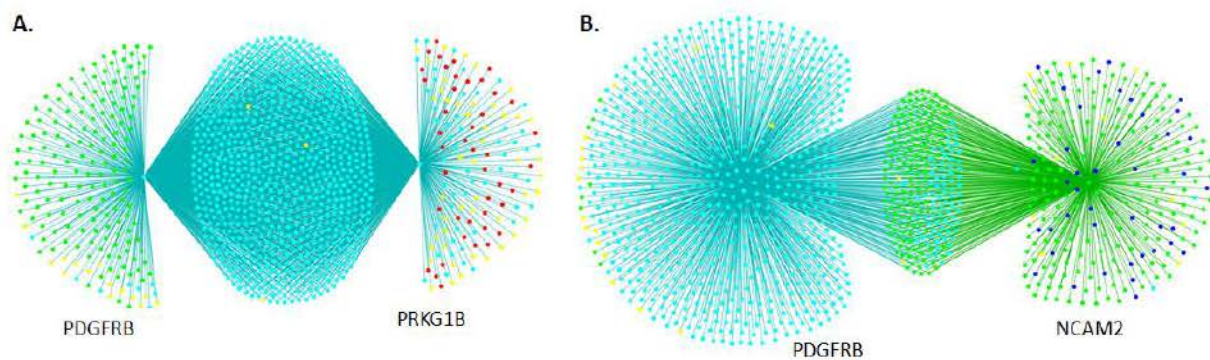 A.
B.
PDGFRB
PRKG1B
PDGFRB
NCAM2